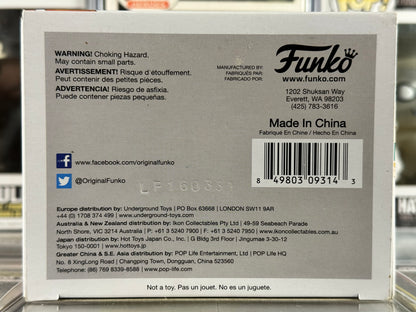 WARNING! Choking Hazard.
May contain small parts.
AVERTISSEMENT! Risque d'étouffement.
Peut contenir des petites pièces.
ADVERTENCIA! Riesgo de asfixia.
Puede contener piezas pequeñas.
MANUFACTURED BY:
FABRIQUÉ PAR:
FABRICADO POR:
Funko
www.funko.com
1202 Shuksan Way
Everett, WA 98203
(425) 783-3616
Made In China
Fabriqué En Chine / Hecho En China
www.facebook.com/originalFunko
@OriginalFunko
8 49803 09314 3
Europe distribution by: Underground Toys | PO BOX 63668 | LONDON SW11 9AR
+44 (0) 1708 374 499 | www.underground-toys.com
Australia & New Zealand distribution by: Ikon Collectables Pty Ltd | 49-59 Seabeach Parade
North Shore, VIC 3214 Australia | P +61 (3) 5240 7900 | F +61 (3) 5240 7950 | www.ikoncollectables.com
Japan distribution by: Hot Toys Japan Co., Inc | G Bldg 3rd Floor | Jingumae 3-30-12
Tokyo 150-0001 | www.hottoys.jp
Greater China & S.E. Asia distribution by: POP Life Entertainment, Ltd | POP Life HQ
No. 6 XingLong Road | Changping Town, Dongguan, China 523560
Telephone: (86) 769 8339-8588 | www.pop-life.com
Not a toy. Pas un jouet. No es un juguete.